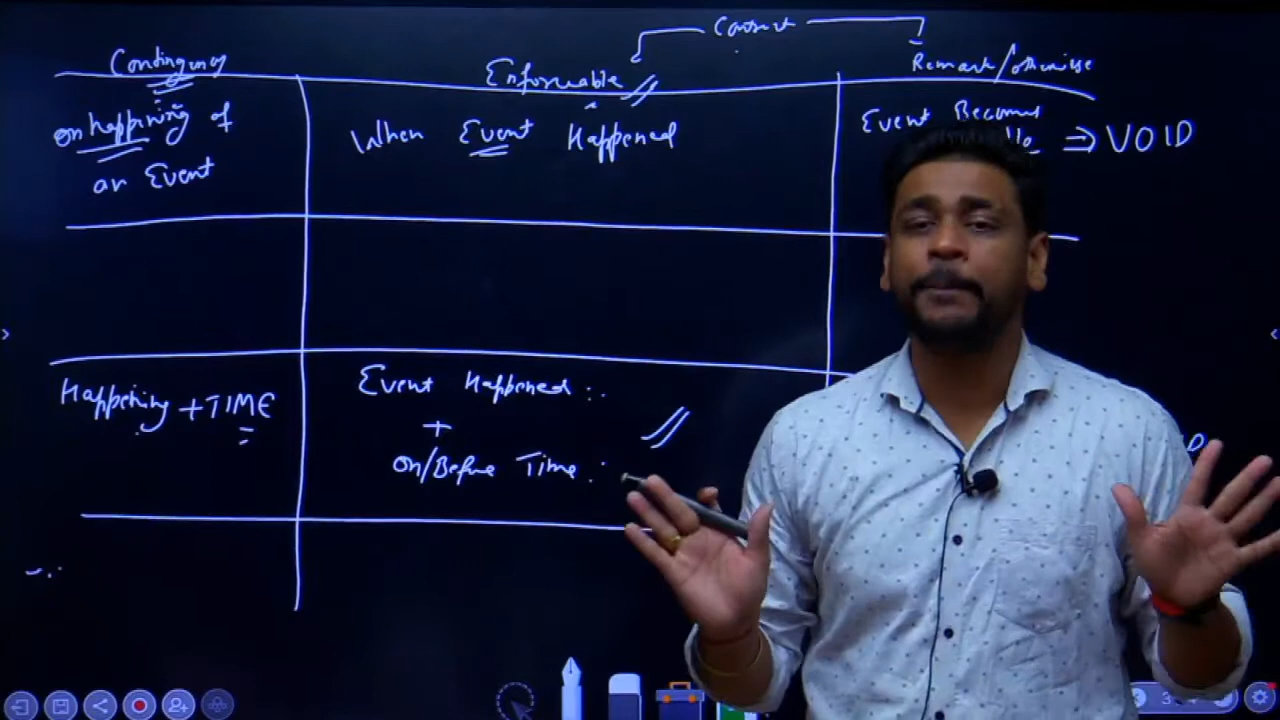 Contract
Contingency
Enforceable
Remark/otherwise
on happening of
an Event
When Event Happened
Event Becomes
⇒ VOID
Happening + TIME
Event Happened :.
+
on/Before Time :